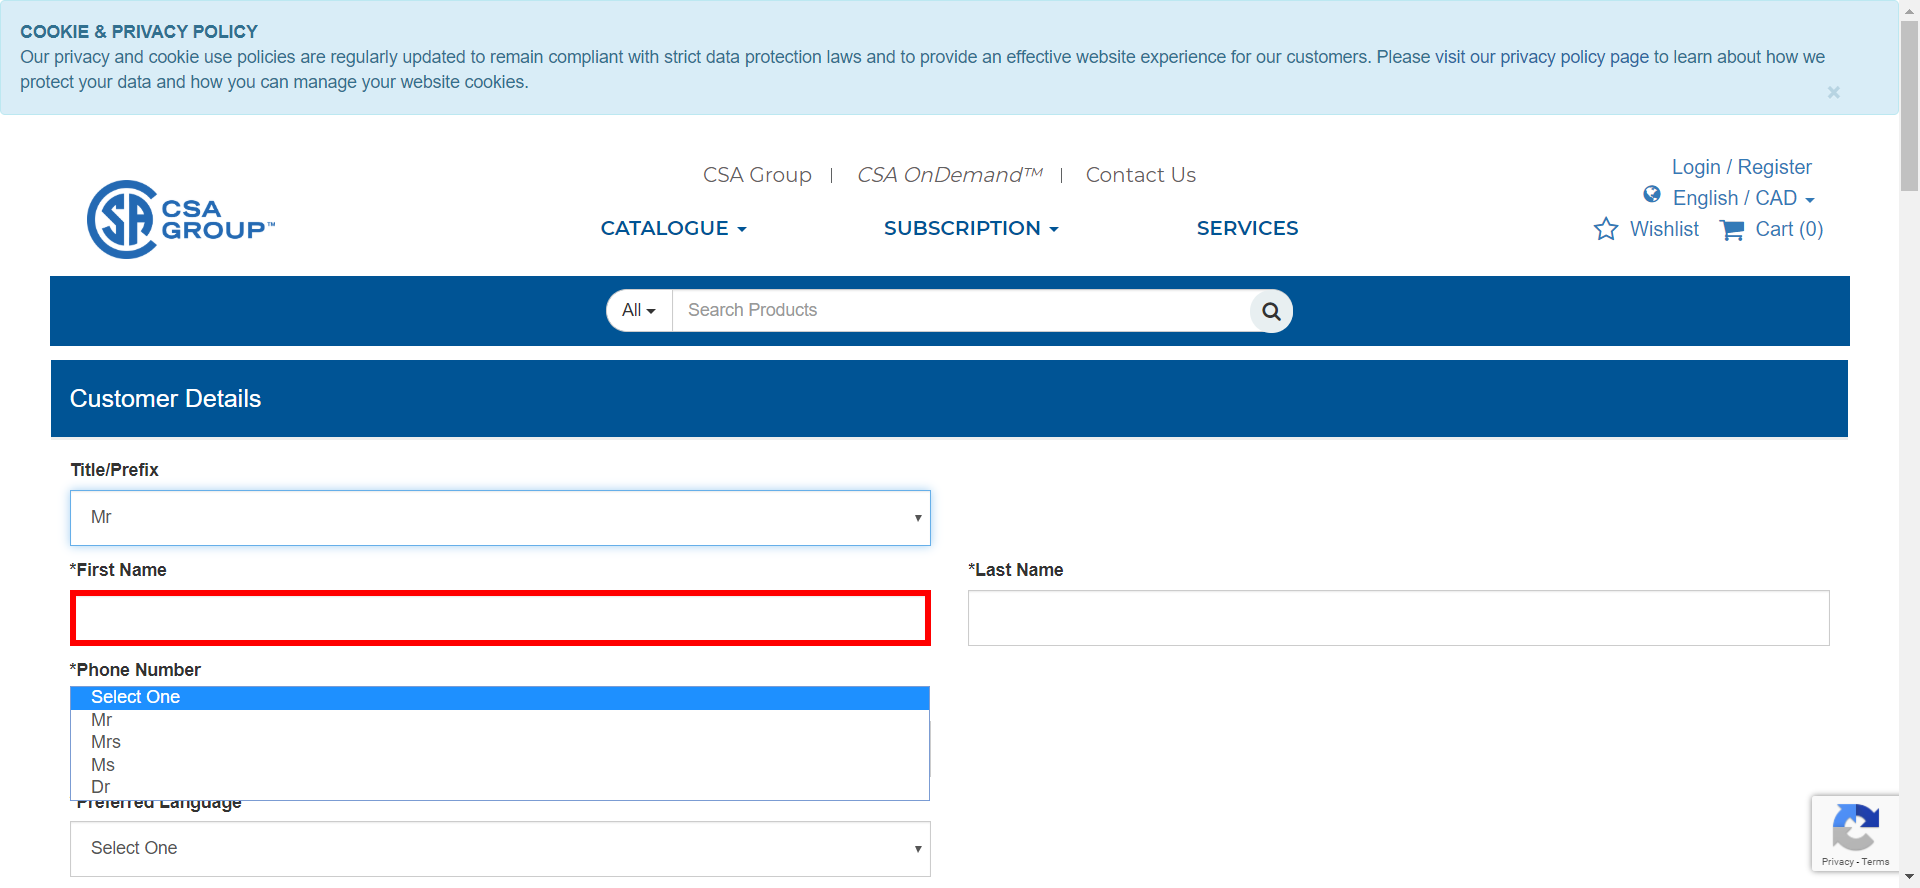 COOKIE & PRIVACY POLICY
Our privacy and cookie use policies are regularly updated to remain compliant with strict data protection laws and to provide an effective website experience for our customers. Please visit our privacy policy page to learn about how we
protect your data and how you can manage your website cookies.
×
CSA Group | CSA OnDemand™ | Contact Us
Login / Register
English / CAD
CSA
GROUP™
CATALOGUE
SUBSCRIPTION
SERVICES
Wishlist
Cart (0)
All
Search Products
Customer Details
Title/Prefix
Mr
*First Name
*Last Name
*Phone Number
Select One
Mr
Mrs
Ms
Dr
Preferred Language
Select One
Privacy - Terms